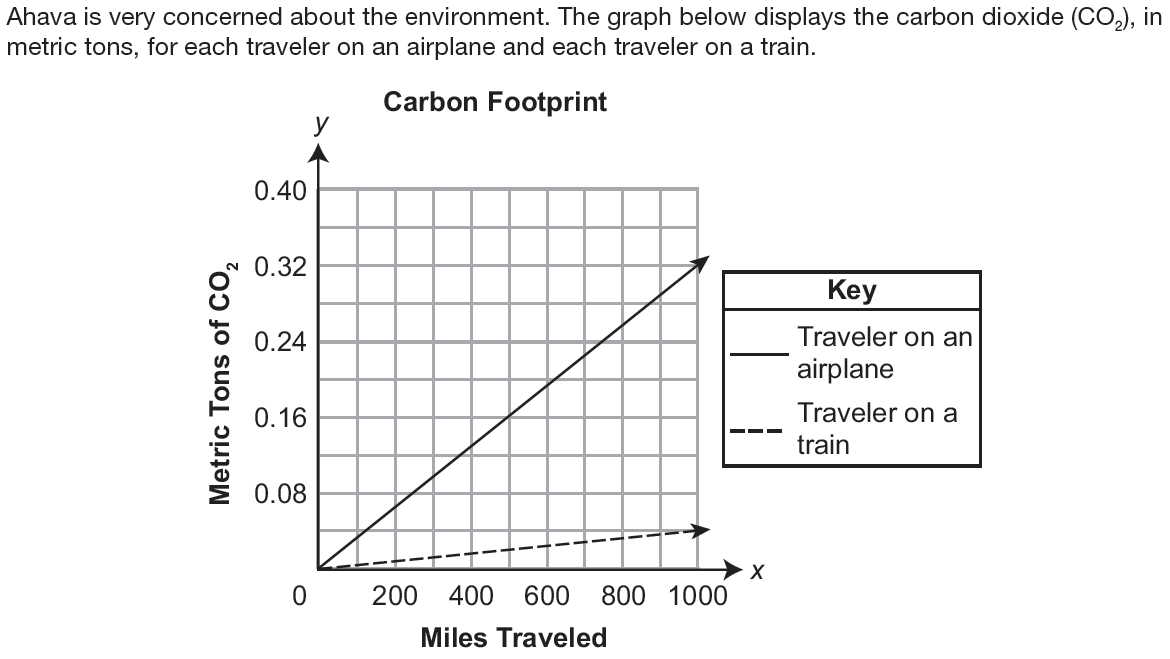 Ahava is very concerned about the environment. The graph below displays the carbon dioxide (CO₂), in
metric tons, for each traveler on an airplane and each traveler on a train.
Carbon Footprint
y
0.40
0.32
0.24
0.16
0.08
Metric Tons of CO₂
0 200 400 600 800 1000
x
Miles Traveled
Key
Traveler on an
airplane
Traveler on a
train